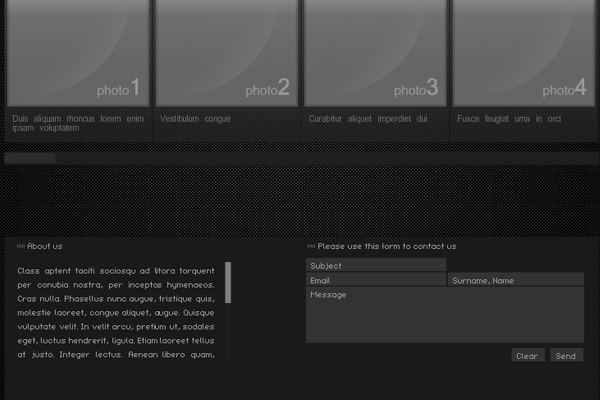 photo1 photo2 photo3 photo4
Duis aliquam rhoncus lorem enim
ipsam voluptatem
Vestibulum congue
Curabitur aliquet imperdiet dui
Fusce feugiat uma in orci
About us
Class aptent taciti sociosqu ad litora torquent
per conubia nostra, per inceptos hymenaeos.
Cras nulla. Phasellus nunc augue, tristique quis,
molestie laoreet, congue aliquet, augue. Quisque
vulputate velit. In velit arcu, pretium ut, sodales
eget, luctus hendrerit, ligula. Etiam laoreet tellus
at justo. Integer lectus. Aenean libero quam,
Please use this form to contact us
Subject
Email Surname, Name
Message
Clear Send